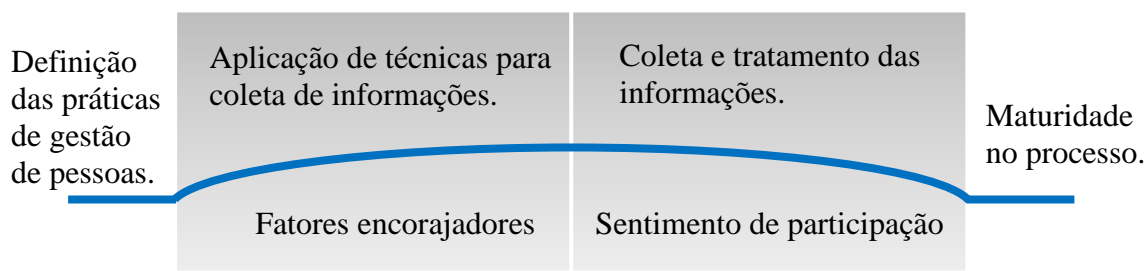 Definição
das práticas
de gestão
de pessoas.
Aplicação de técnicas para
coleta de informações.
Fatores encorajadores
Coleta e tratamento das
informações.
Sentimento de participação
Maturidade
no processo.